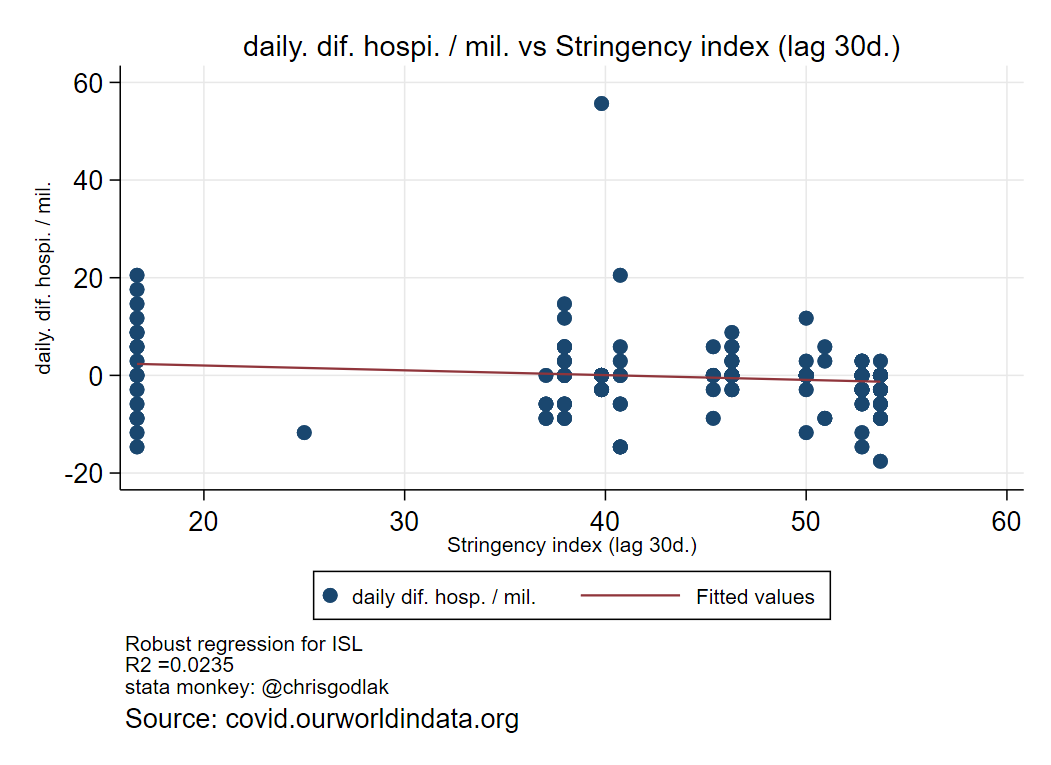 daily. dif. hospi. / mil. vs Stringency index (lag 30d.)
daily. dif. hospi. / mil.
60
40
20
0
-20
20 30 40 50 60
Stringency index (lag 30d.)
daily dif. hosp. / mil. Fitted values
Robust regression for ISL
R2 =0.0235
stata monkey: @chrisgodlak
Source: covid.ourworldindata.org